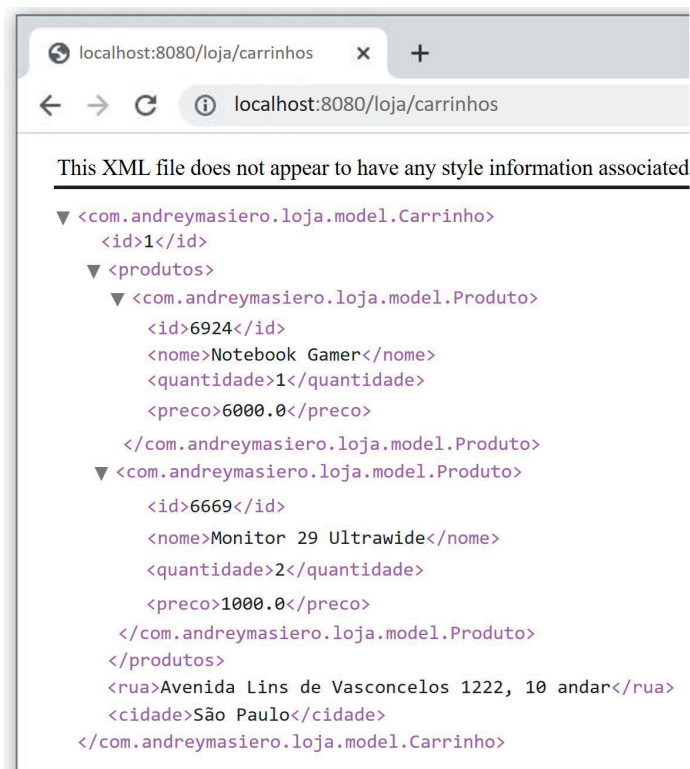 localhost:8080/loja/carrinhos
localhost:8080/loja/carrinhos
This XML file does not appear to have any style information associated
<com.andreymasiero.loja.model.Carrinho>
<id>1</id>
<produtos>
<com.andreymasiero.loja.model.Produto>
<id>6924</id>
<nome>Notebook Gamer</nome>
<quantidade>1</quantidade>
<preco>6000.0</preco>
</com.andreymasiero.loja.model.Produto>
<com.andreymasiero.loja.model.Produto>
<id>6669</id>
<nome>Monitor 29 Ultrawide</nome>
<quantidade>2</quantidade>
<preco>1000.0</preco>
</com.andreymasiero.loja.model.Produto>
</produtos>
<rua>Avenida Lins de Vasconcelos 1222, 10 andar</rua>
<cidade>São Paulo</cidade>
</com.andreymasiero.loja.model.Carrinho>